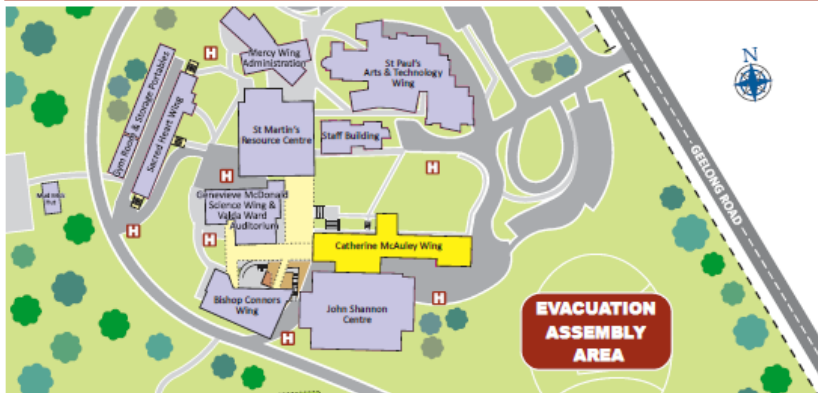 N
Mercy Wing
Administration
St Paul's
Arts & Technology
Wing
Gym Room & Storage Portables
Sacred Heart Wing
St Martin's
Resource Centre
Staff Building
H
H
H
Genevieve McDonald
Science Wing &
Valda Ward
Auditorium
H
H
GEELONG ROAD
Catherine McAuley Wing
Bishop Connors
Wing
John Shannon
Centre
H
H
EVACUATION
ASSEMBLY
AREA